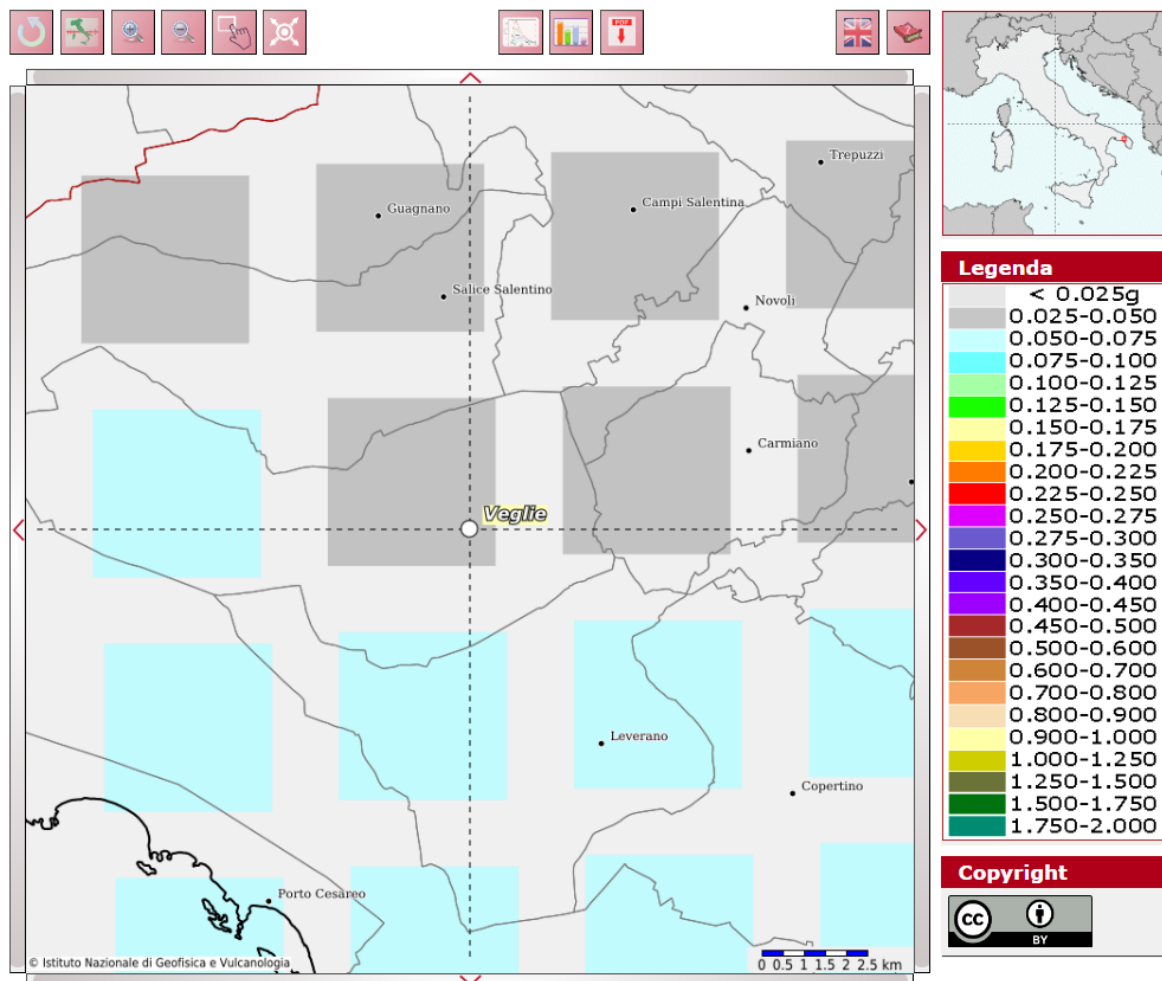 PDF
Trepuzzi
Guagnano
Campi Salentina
Salice Salentino
Novoli
Carmiano
Veglie
Leverano
Copertino
Porto Cesareo
© Istituto Nazionale di Geofisica e Vulcanologia
0 0.5 1 1.5 2 2.5 km
Legenda
< 0.025g
0.025-0.050
0.050-0.075
0.075-0.100
0.100-0.125
0.125-0.150
0.150-0.175
0.175-0.200
0.200-0.225
0.225-0.250
0.250-0.275
0.275-0.300
0.300-0.350
0.350-0.400
0.400-0.450
0.450-0.500
0.500-0.600
0.600-0.700
0.700-0.800
0.800-0.900
0.900-1.000
1.000-1.250
1.250-1.500
1.500-1.750
1.750-2.000
Copyright
cc
BY